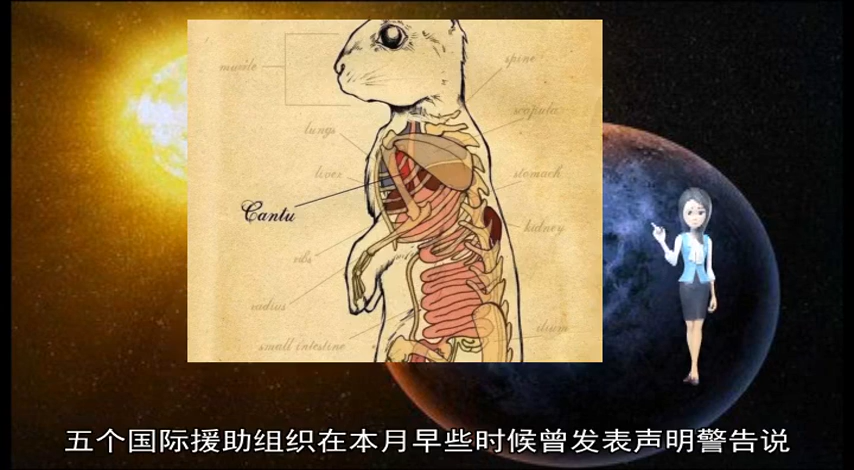 muzzle
spine
scapula
lungs
liver
stomach
Cantu
kidney
ribs
radius
ilium
small intestine
五个国际援助组织在本月早些时候曾发表声明警告说